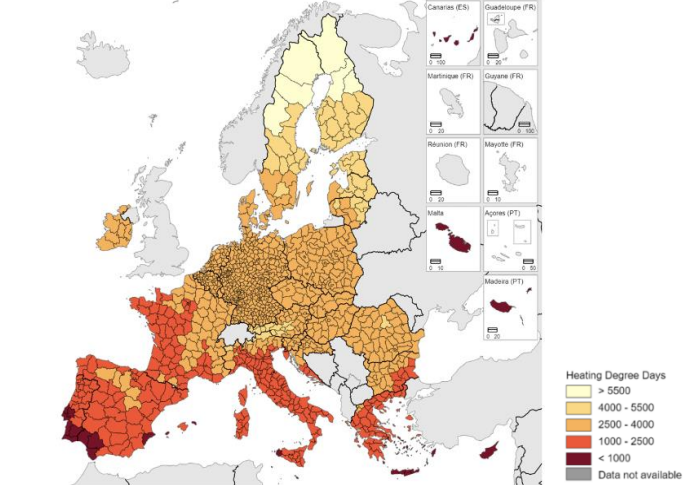 Canarias (ES)
0 100
Guadeloupe (FR)
0 20
Martinique (FR)
0 20
Guyane (FR)
0 100
Réunion (FR)
0 20
Mayotte (FR)
0 10
Malta
0 10
Açores (PT)
0 50
Madeira (PT)
0 20
Heating Degree Days
> 5500
4000 - 5500
2500 - 4000
1000 - 2500
< 1000
Data not available